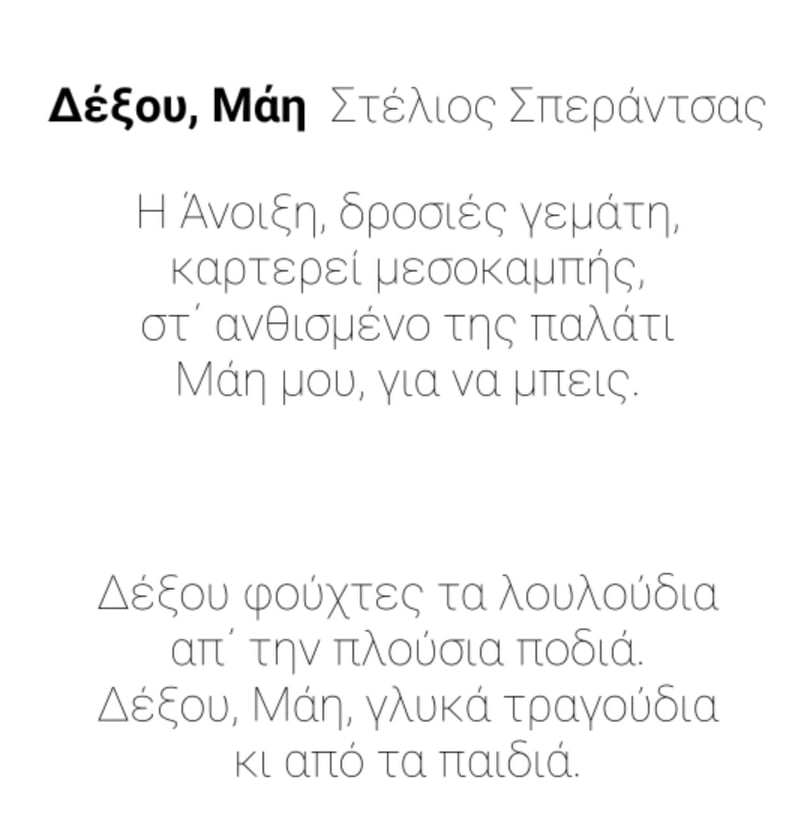 Δέξου, Μάη Στέλιος Σπεράντσας
Η Άνοιξη, δροσιές γεμάτη,
καρτερεί μεσοκαμπής,
στ΄ ανθισμένο της παλάτι
Μάη μου, για να μπεις.
Δέξου φούχτες τα λουλούδια
απ΄ την πλούσια ποδιά.
Δέξου, Μάη, γλυκά τραγούδια
κι από τα παιδιά.